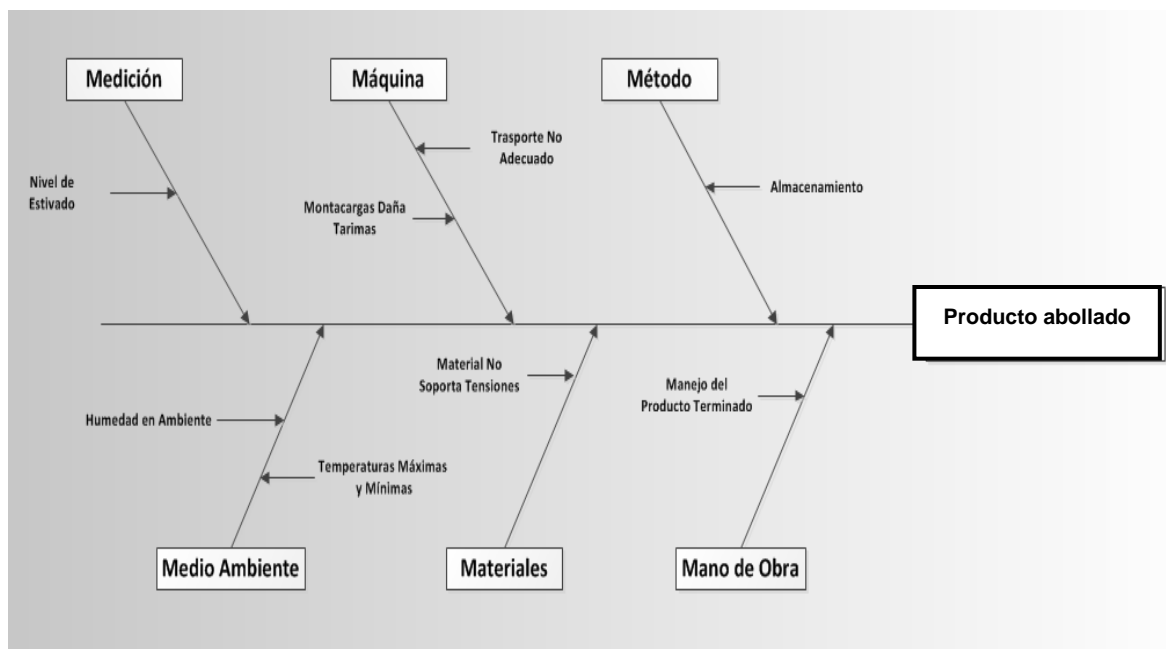 Medición
Máquina
Método
Trasporte No
Adecuado
Nivel de
Estivado
Almacenamiento
Montacargas Daña
Tarimas
Producto abollado
Material No
Soporta Tensiones
Manejo del
Producto Terminado
Humedad en Ambiente
Temperaturas Máximas
y Mínimas
Medio Ambiente
Materiales
Mano de Obra